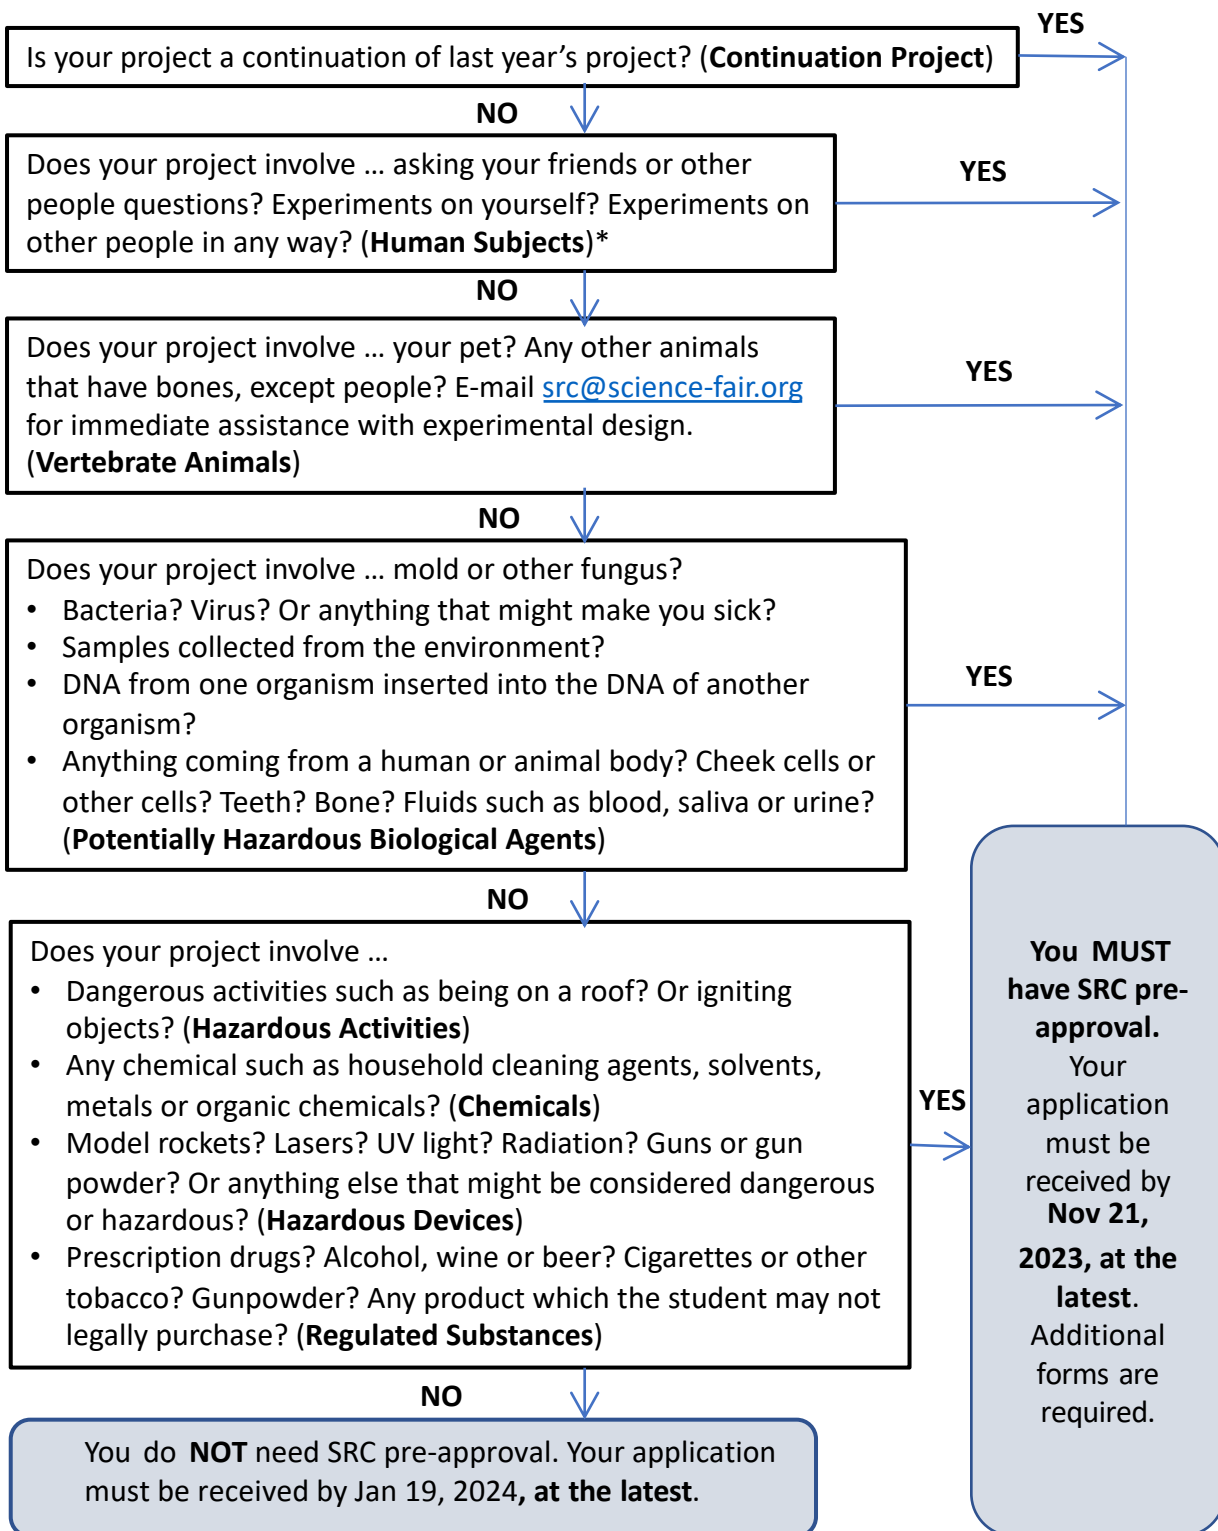 YES
Is your project a continuation of last year’s project? (Continuation Project)
NO
Does your project involve … asking your friends or other
people questions? Experiments on yourself? Experiments on
other people in any way? (Human Subjects)*
YES
NO
Does your project involve … your pet? Any other animals
that have bones, except people? E-mail src@science-fair.org
for immediate assistance with experimental design.
(Vertebrate Animals)
YES
NO
Does your project involve … mold or other fungus?
• Bacteria? Virus? Or anything that might make you sick?
• Samples collected from the environment?
• DNA from one organism inserted into the DNA of another
organism?
• Anything coming from a human or animal body? Cheek cells or
other cells? Teeth? Bone? Fluids such as blood, saliva or urine?
(Potentially Hazardous Biological Agents)
YES
NO
Does your project involve …
• Dangerous activities such as being on a roof? Or igniting
objects? (Hazardous Activities)
• Any chemical such as household cleaning agents, solvents,
metals or organic chemicals? (Chemicals)
• Model rockets? Lasers? UV light? Radiation? Guns or gun
powder? Or anything else that might be considered dangerous
or hazardous? (Hazardous Devices)
• Prescription drugs? Alcohol, wine or beer? Cigarettes or other
tobacco? Gunpowder? Any product which the student may not
legally purchase? (Regulated Substances)
YES
You MUST
have SRC pre-
approval.
Your
application
must be
received by
Nov 21,
2023, at the
latest.
Additional
forms are
required.
NO
You do NOT need SRC pre-approval. Your application
must be received by Jan 19, 2024, at the latest.